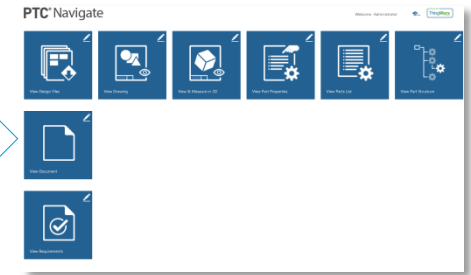 PTC® Navigate
Welcome · Administrator
ThingWorx
View Design Files
View Drawing
View & Measure in 3D
View Part Properties
View Parts List
View Part Structure
View Document
View Requirements